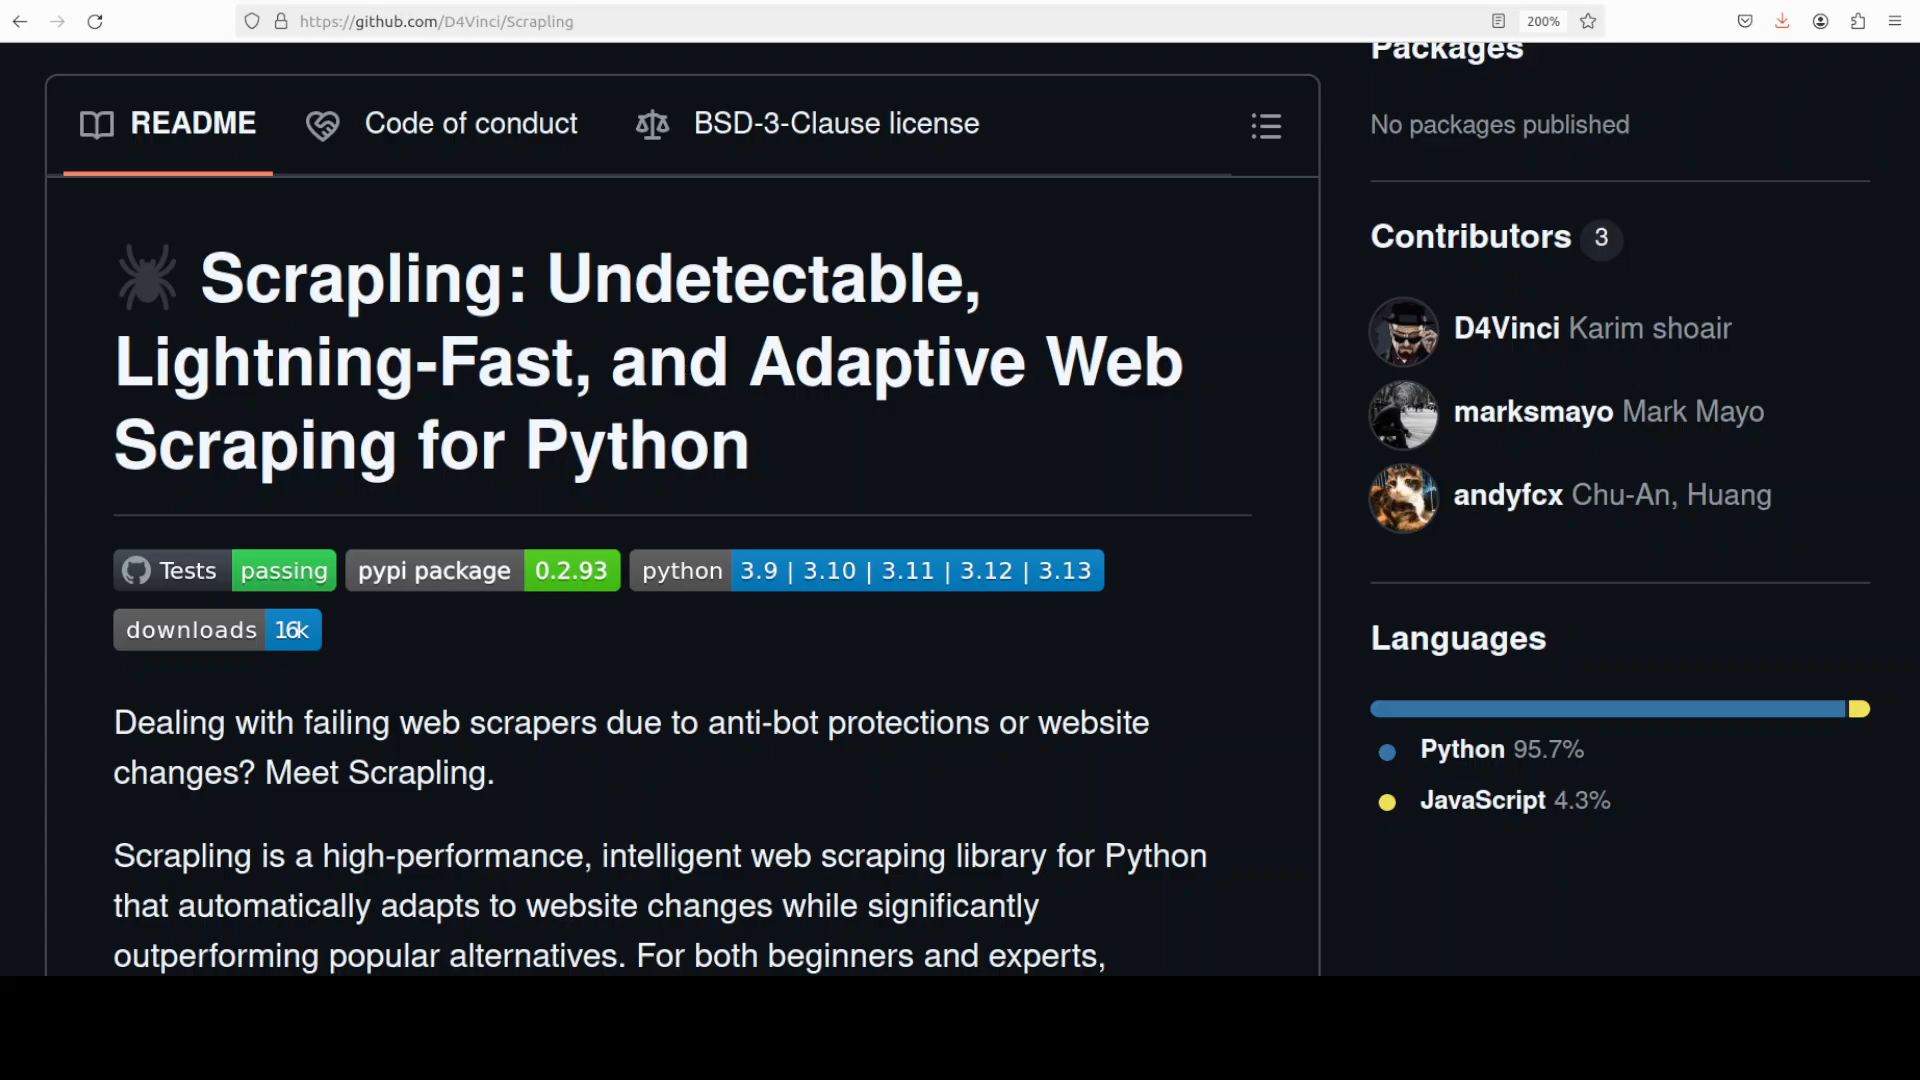 https://github.com/D4Vinci/Scrapling
200%
README
Code of conduct
BSD-3-Clause license
Scrapling: Undetectable,
Lightning-Fast, and Adaptive Web
Scraping for Python
Tests passing
pypi package 0.2.93
python 3.9 | 3.10 | 3.11 | 3.12 | 3.13
downloads 16k
Dealing with failing web scrapers due to anti-bot protections or website
changes? Meet Scrapling.
Scrapling is a high-performance, intelligent web scraping library for Python
that automatically adapts to website changes while significantly
outperforming popular alternatives. For both beginners and experts,
Packages
No packages published
Contributors 3
D4Vinci Karim shoair
marksmayo Mark Mayo
andyfcx Chu-An, Huang
Languages
Python 95.7%
JavaScript 4.3%